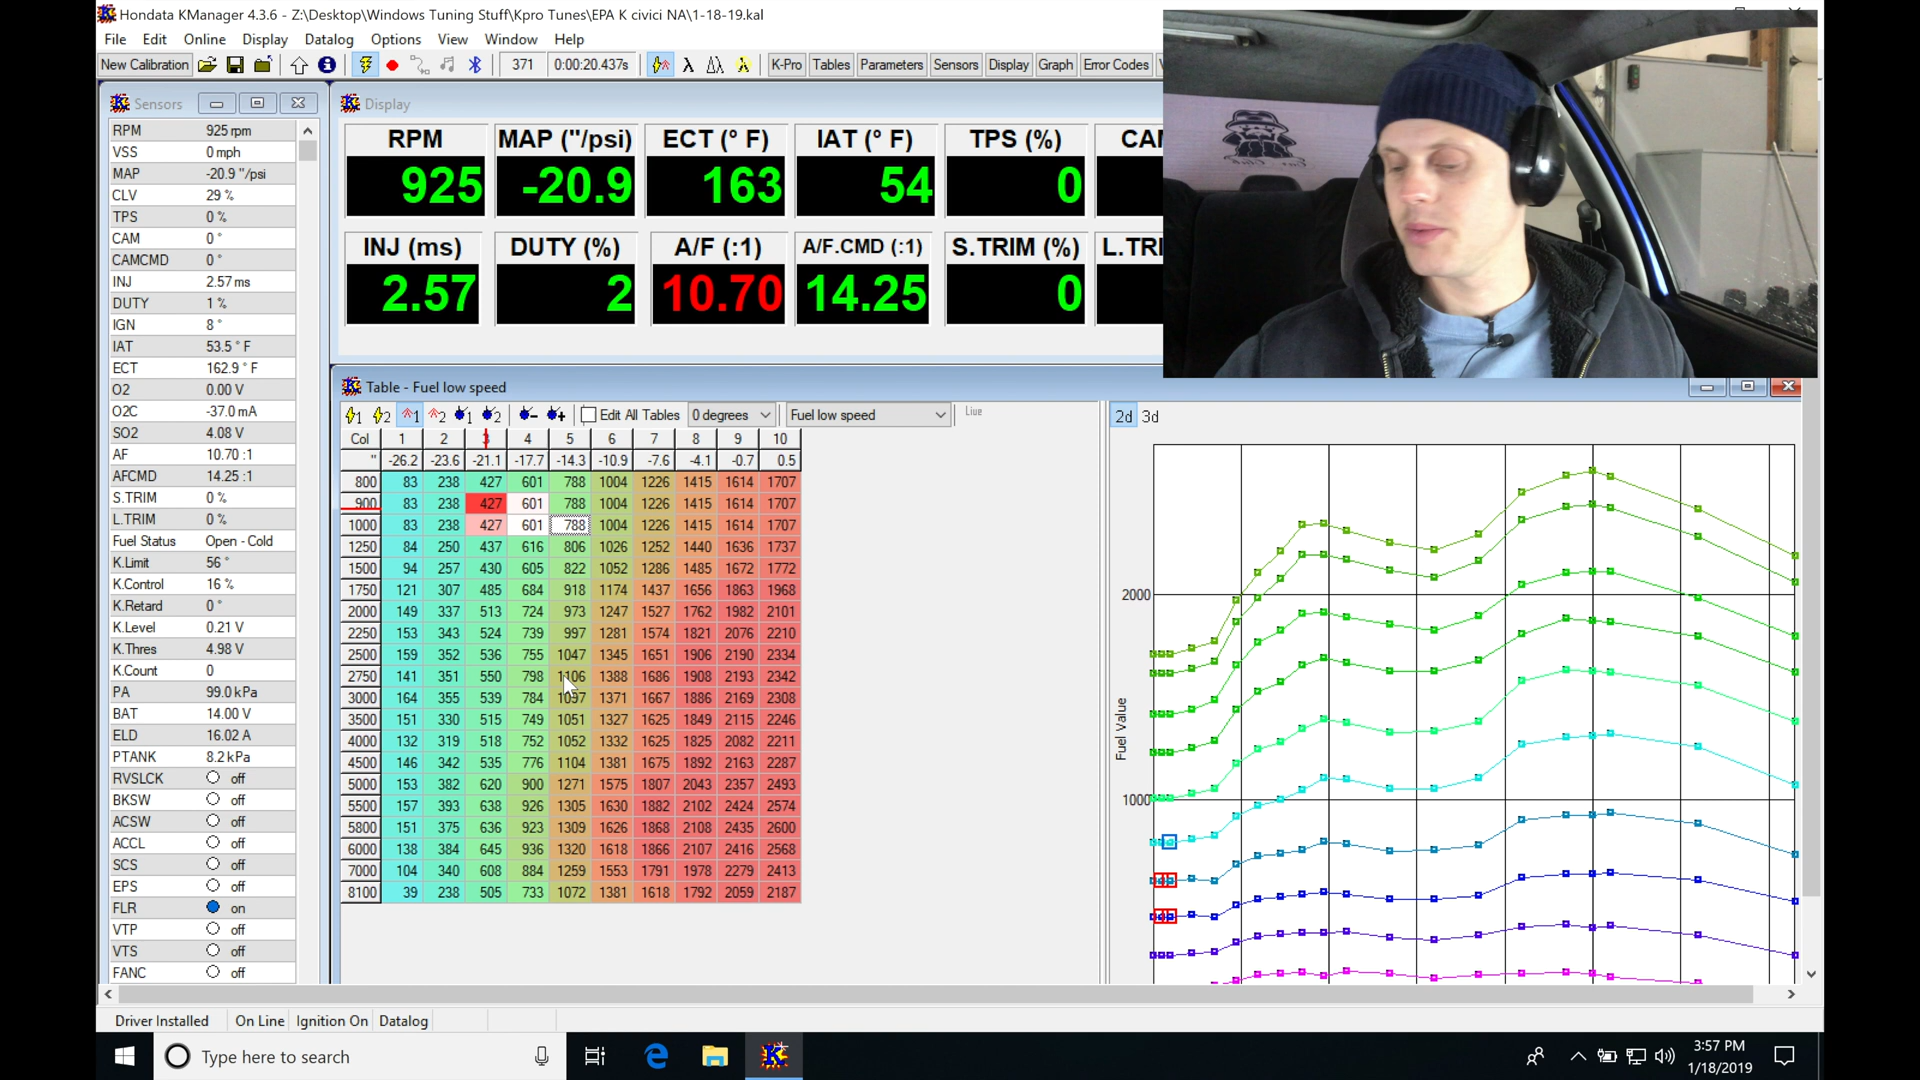 Hondata KManager 4.3.6 - Z:\Desktop\Windows Tuning Stuff\Kpro Tunes\EPA K civici NA\1-18-19.kal
File Edit Online Display Datalog Options View Window Help
New Calibration 371 0:00:20.437s K-Pro Tables Parameters Sensors Display Graph Error Codes
Sensors
RPM 925 rpm
VSS 0 mph
MAP -20.9 "/psi
CLV 29 %
TPS 0 %
CAM 0 °
CAMCMD 0 °
INJ 2.57 ms
DUTY 1 %
IGN 8 °
IAT 53.5 ° F
ECT 162.9 ° F
O2 0.00 V
O2C -37.0 mA
SO2 4.08 V
AF 10.70 :1
AFCMD 14.25 :1
S.TRIM 0 %
L.TRIM 0 %
Fuel Status Open - Cold
K.Limit 56 °
K.Control 16 %
K.Retard 0 °
K.Level 0.21 V
K.Thres 4.98 V
K.Count 0
PA 99.0 kPa
BAT 14.00 V
ELD 16.02 A
PTANK 8.2 kPa
RVSLCK off
BKSW off
ACSW off
ACCL off
SCS off
EPS off
FLR on
VTP off
VTS off
FANC off
Display
RPM MAP ("/psi) ECT (° F) IAT (° F) TPS (%)
925 -20.9 163 54 0
INJ (ms) DUTY (%) A/F (:1) A/F.CMD (:1) S.TRIM (%)
2.57 2 10.70 14.25 0
Table - Fuel low speed
1 2 1 2 1 2 Edit All Tables 0 degrees Fuel low speed Live
Col 1 2 3 4 5 6 7 8 9 10
" -26.2 -23.6 -21.1 -17.7 -14.3 -10.9 -7.6 -4.1 -0.7 0.5
800 83 238 427 601 788 1004 1226 1415 1614 1707
900 83 238 427 601 788 1004 1226 1415 1614 1707
1000 83 238 427 601 788 1004 1226 1415 1614 1707
1250 84 250 437 616 806 1026 1252 1440 1636 1737
1500 94 257 430 605 822 1052 1286 1485 1672 1772
1750 121 307 485 684 918 1174 1437 1656 1863 1968
2000 149 337 513 724 973 1247 1527 1762 1982 2101
2250 153 343 524 739 997 1281 1574 1821 2076 2210
2500 159 352 536 755 1047 1345 1651 1906 2190 2334
2750 141 351 550 798 1106 1388 1686 1908 2193 2342
3000 164 355 539 784 1097 1371 1667 1886 2169 2308
3500 151 330 515 749 1051 1327 1625 1849 2115 2246
4000 132 319 518 752 1052 1332 1625 1825 2082 2211
4500 146 342 535 776 1104 1381 1675 1892 2163 2287
5000 153 382 620 900 1271 1575 1807 2043 2357 2493
5500 157 393 638 926 1305 1630 1882 2102 2424 2574
5800 151 375 636 923 1309 1626 1868 2108 2435 2600
6000 138 384 645 936 1320 1618 1866 2107 2416 2568
7000 104 340 608 884 1259 1553 1791 1978 2279 2413
8100 39 238 505 733 1072 1381 1618 1792 2059 2187
2d 3d
2000
1000
Fuel Value
Driver Installed On Line Ignition On Datalog
Type here to search
3:57 PM
1/18/2019